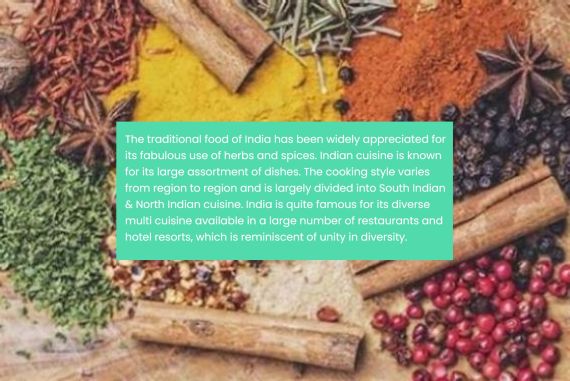 The traditional food of India has been widely appreciated for
its fabulous use of herbs and spices. Indian cuisine is known
for its large assortment of dishes. The cooking style varies
from region to region and is largely divided into South Indian
& North Indian cuisine. India is quite famous for its diverse
multi cuisine available in a large number of restaurants and
hotel resorts, which is reminiscent of unity in diversity.